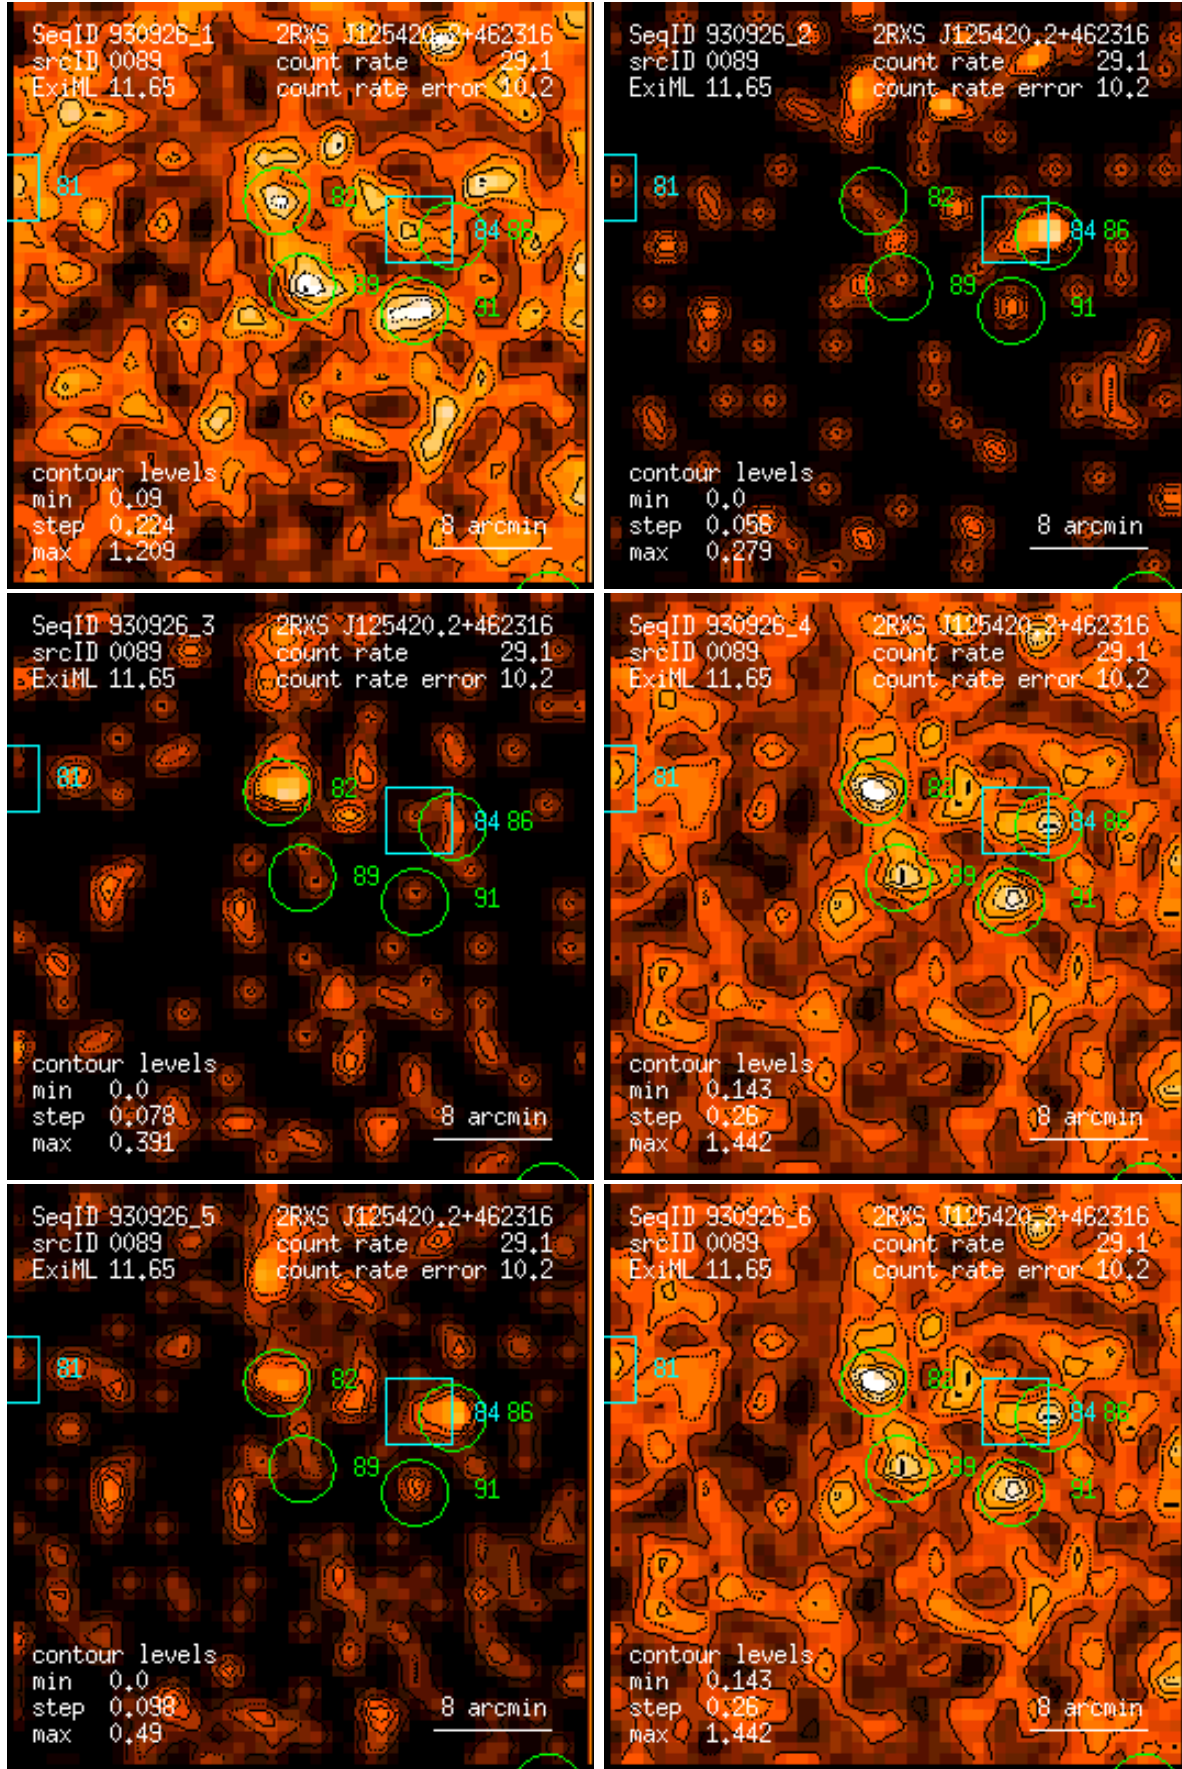 SeqID 930926_1 2RXS J125420.2+462316
srcID 0089 count rate 29.1
ExiML 11.65 count rate error 10.2
81
82
84 86
89
91
contour levels
min 0.09
step 0.224
max 1.209
8 arcmin
SeqID 930926_2 2RXS J125420.2+462316
srcID 0089 count rate 29.1
ExiML 11.65 count rate error 10.2
81
82
84 86
89
91
contour levels
min 0.0
step 0.056
max 0.279
8 arcmin
SeqID 930926_3 2RXS J125420.2+462316
srcID 0089 count rate 29.1
ExiML 11.65 count rate error 10.2
81
82
84 86
89
91
contour levels
min 0.0
step 0.078
max 0.391
8 arcmin
SeqID 930926_4 2RXS J125420.2+462316
srcID 0089 count rate 29.1
ExiML 11.65 count rate error 10.2
81
82
84 86
89
91
contour levels
min 0.143
step 0.26
max 1.442
8 arcmin
SeqID 930926_5 2RXS J125420.2+462316
srcID 0089 count rate 29.1
ExiML 11.65 count rate error 10.2
81
82
84 86
89
91
contour levels
min 0.0
step 0.098
max 0.49
8 arcmin
SeqID 930926_6 2RXS J125420.2+462316
srcID 0089 count rate 29.1
ExiML 11.65 count rate error 10.2
81
82
84 86
89
91
contour levels
min 0.143
step 0.26
max 1.442
8 arcmin